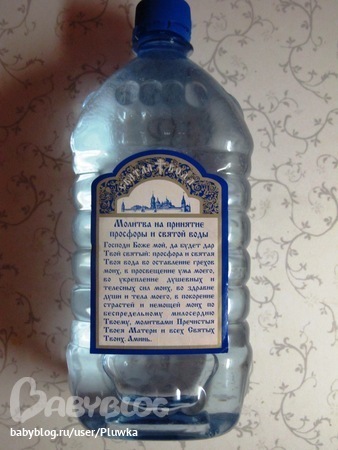 Святая вода
Молитва на принятие
просфоры и святой воды
Господи Боже мой, да будет дар
Твой святый: просфора и святая
Твоя вода во оставление грехов
моих, в просвещение ума моего,
во укрепление душевных и
телесных сил моих, во здравие
души и тела моего, в покорение
страстей и немощей моих по
беспредельному милосердию
Твоему, молитвами Пречистыя
Твоея Матери и всех Святых
Твоих. Аминь.
BABYBLOG
babyblog.ru/user/Pluwka